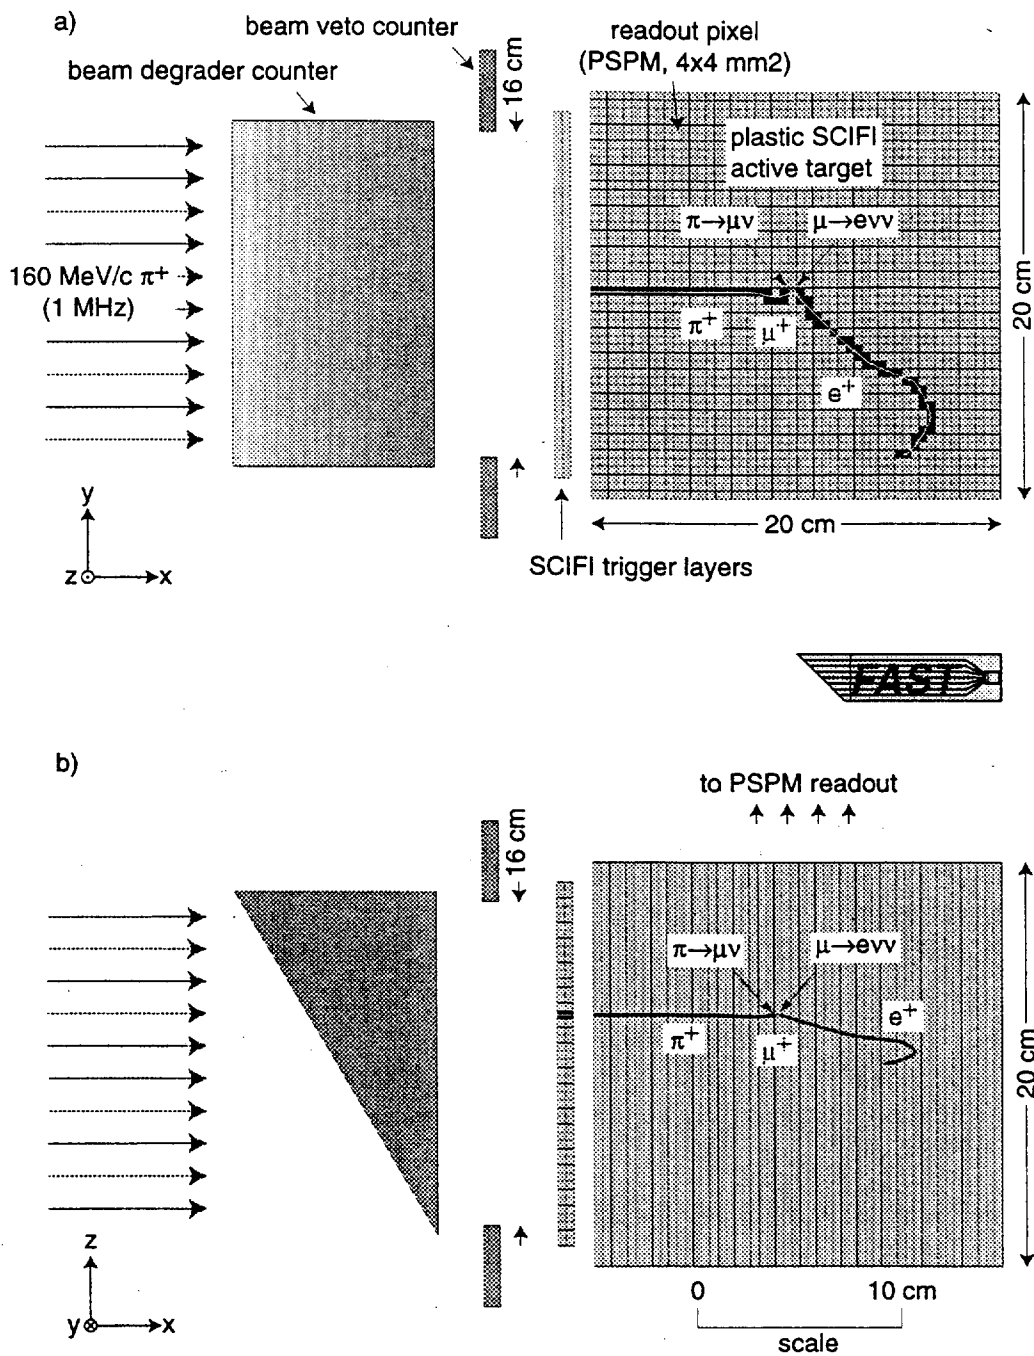 a)
beam veto counter
beam degrader counter
16 cm
readout pixel
(PSPM, 4x4 mm2)
plastic SCIFI
active target
π→μν
μ→eνν
160 MeV/c π+
(1 MHz)
π+
μ+
e+
20 cm
20 cm
SCIFI trigger layers
y
z
x
FAST
b)
to PSPM readout
16 cm
π→μν
μ→eνν
e+
π+
μ+
20 cm
z
y
x
0
10 cm
scale